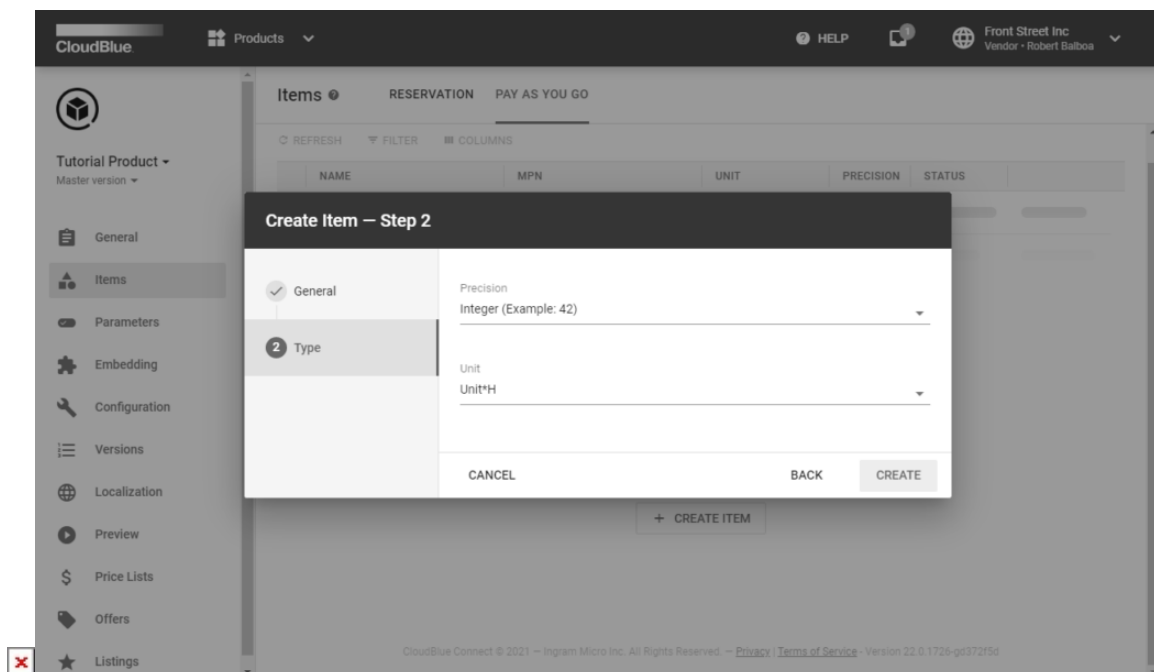 CloudBlue.
Products
HELP
1
Front Street Inc
Vendor • Robert Balboa
Tutorial Product
Master version
General
Items
Parameters
Embedding
Configuration
Versions
Localization
Preview
Price Lists
Offers
Listings
Items
RESERVATION
PAY AS YOU GO
REFRESH
FILTER
COLUMNS
NAME
MPN
UNIT
PRECISION
STATUS
Create Item — Step 2
General
2 Type
Precision
Integer (Example: 42)
Unit
Unit*H
CANCEL
BACK
CREATE
+ CREATE ITEM
CloudBlue Connect © 2021 — Ingram Micro Inc. All Rights Reserved. — Privacy | Terms of Service - Version 22.0.1726-gd372f5d